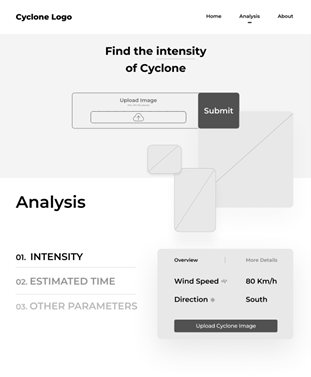 Cyclone Logo
Home
Analysis
About
Find the intensity
of Cyclone
Upload Image
Submit
Analysis
01. INTENSITY
02. ESTIMATED TIME
03. OTHER PARAMETERS
Overview
More Details
Wind Speed
80 Km/h
Direction
South
Upload Cyclone Image